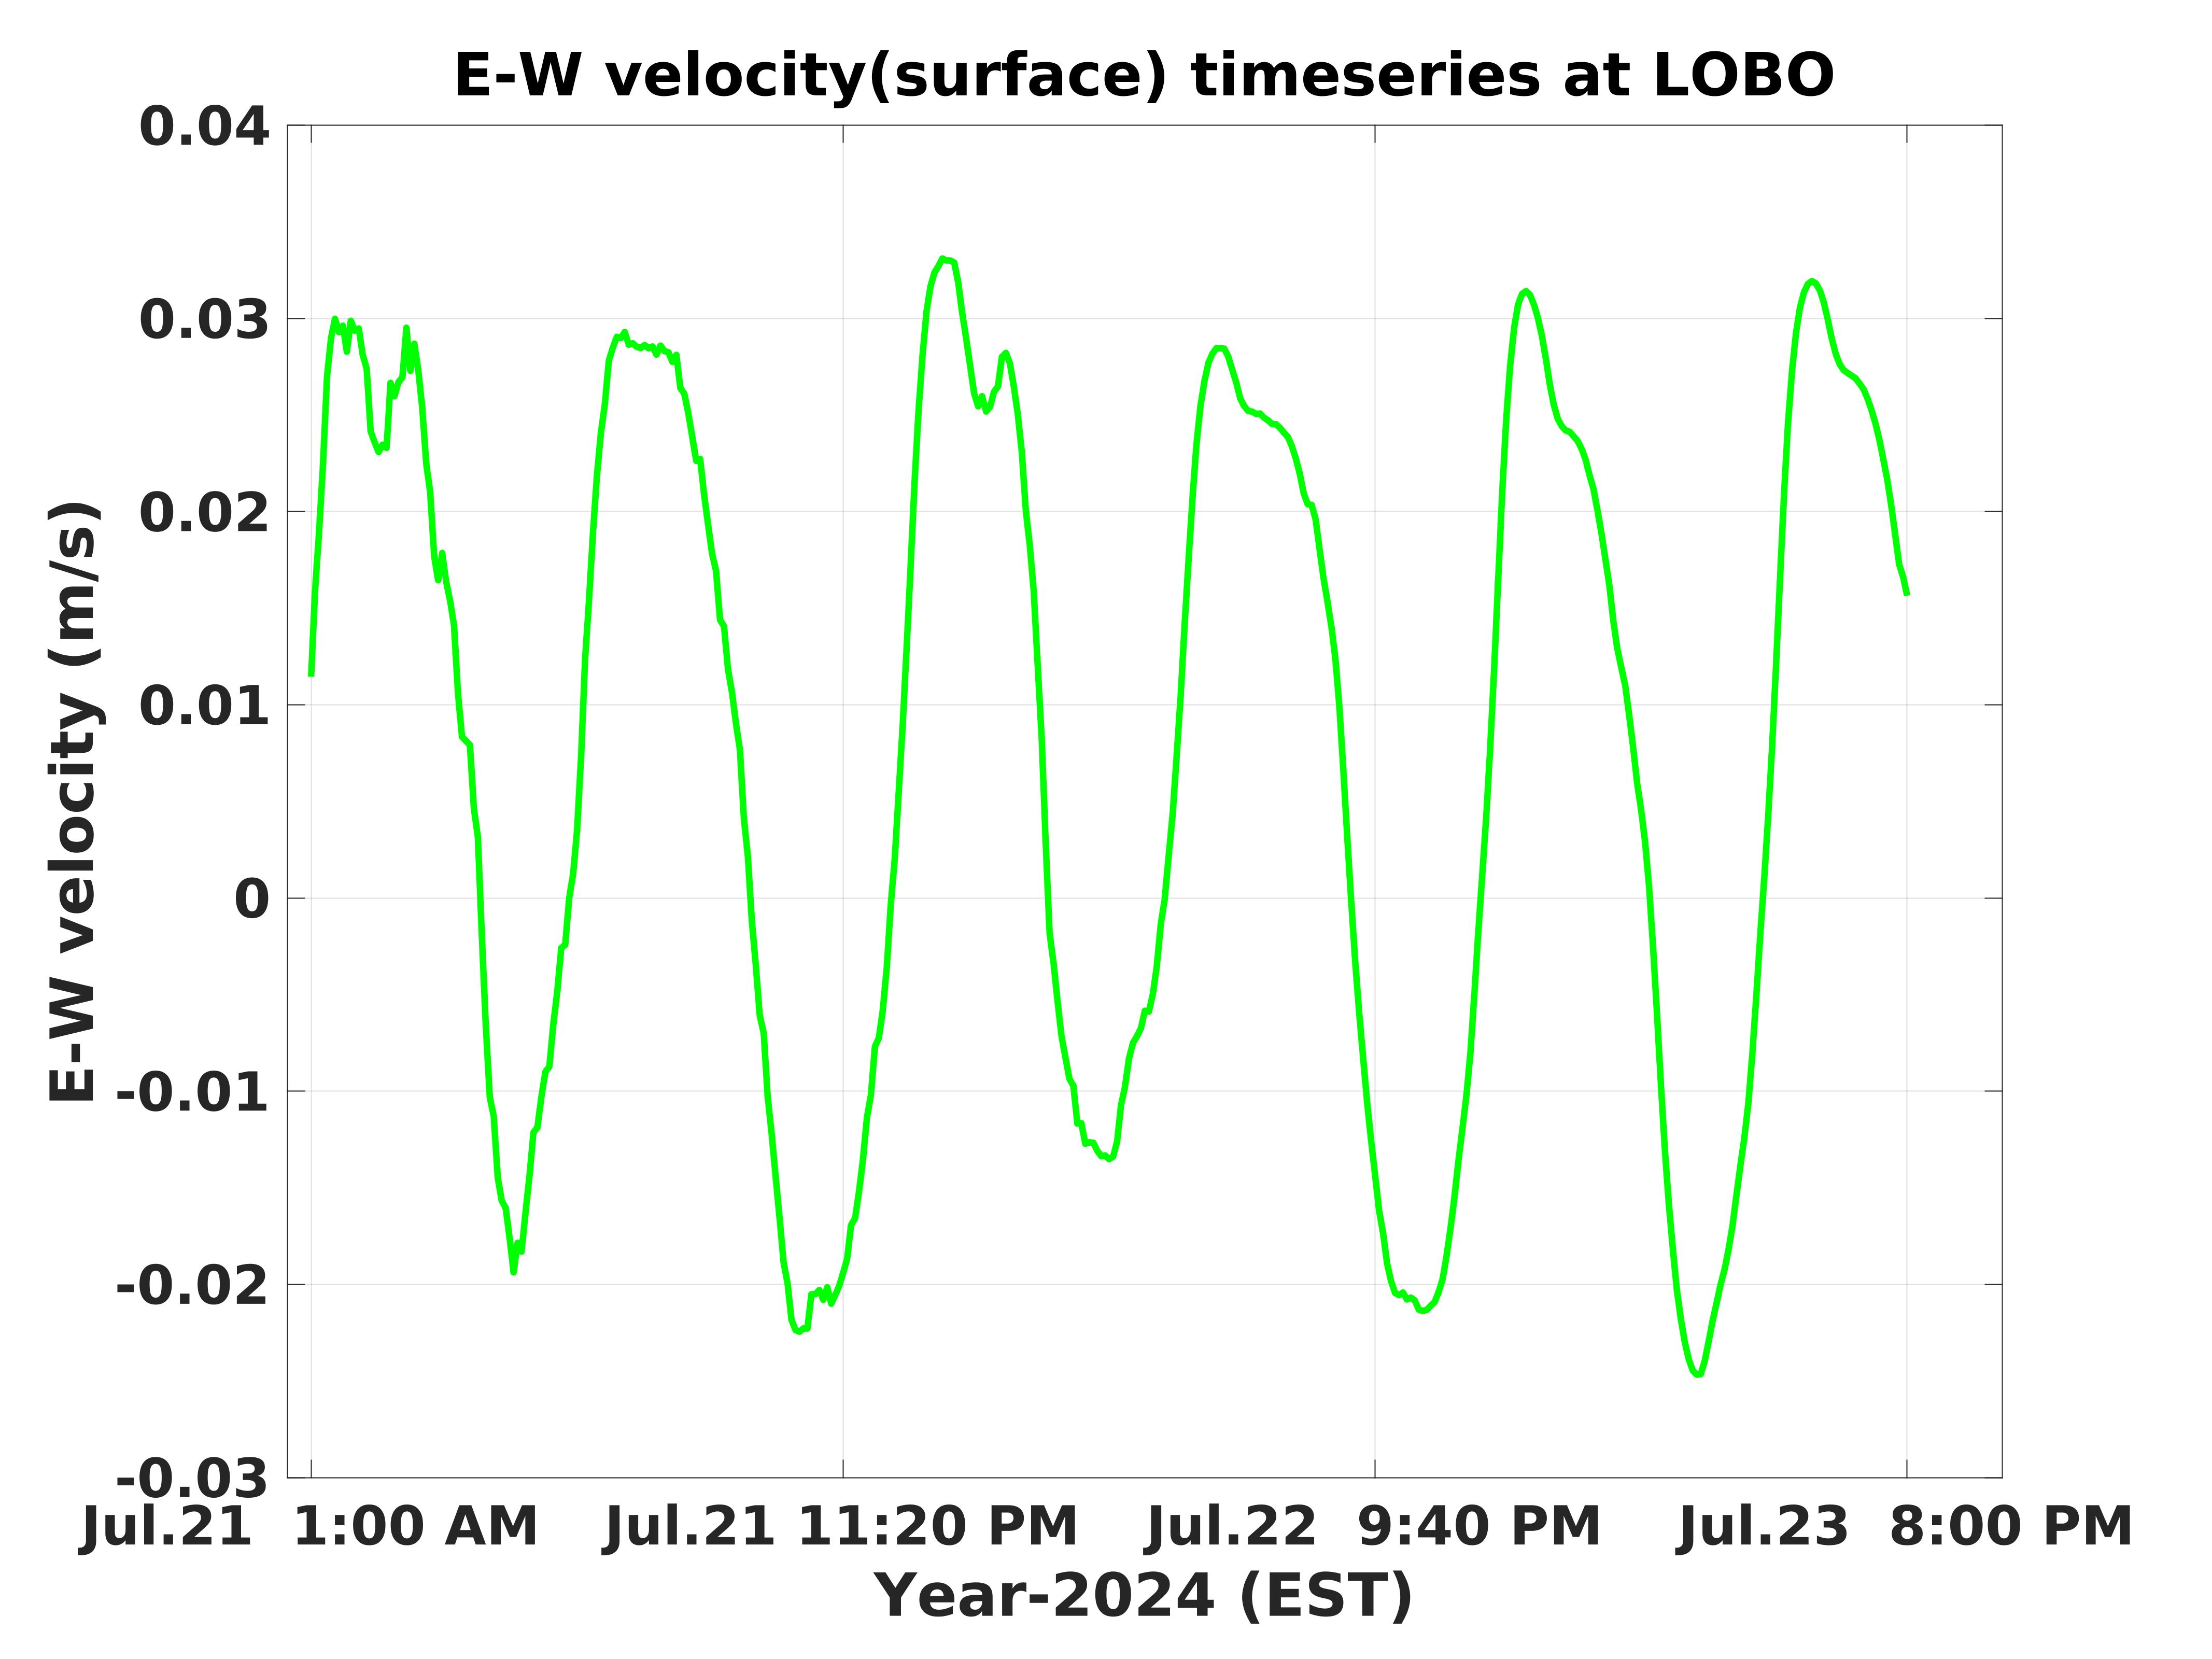 E-W velocity(surface) timeseries at LOBO
E-W velocity (m/s)
0.04
0.03
0.02
0.01
0
-0.01
-0.02
-0.03
Jul.21 1:00 AM
Jul.21 11:20 PM
Jul.22 9:40 PM
Jul.23 8:00 PM
Year-2024 (EST)